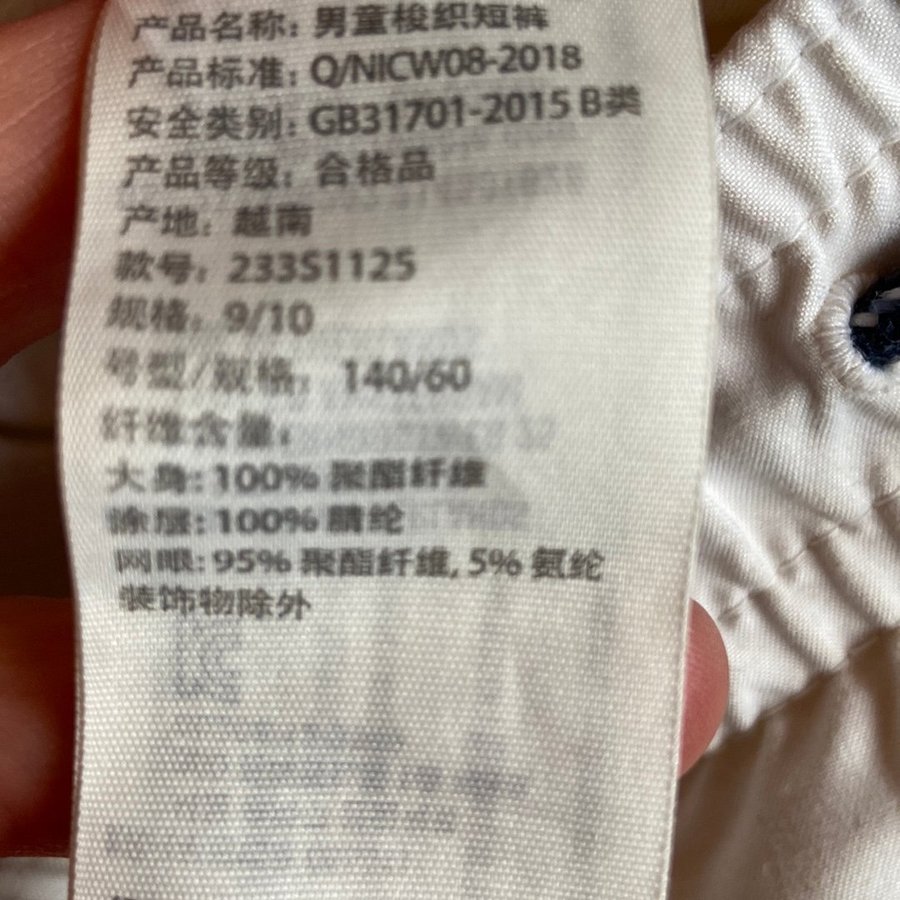 产品名称: 男童梭织短裤
产品标准: Q/NICW08-2018
安全类别: GB31701-2015 B类
产品等级: 合格品
产地: 越南
款号: 233S1125
规格: 9/10
号型/规格: 140/60
纤维含量:
大身: 100% 聚酯纤维
涂层: 100% 腈纶
网眼: 95% 聚酯纤维, 5% 氨纶
装饰物除外